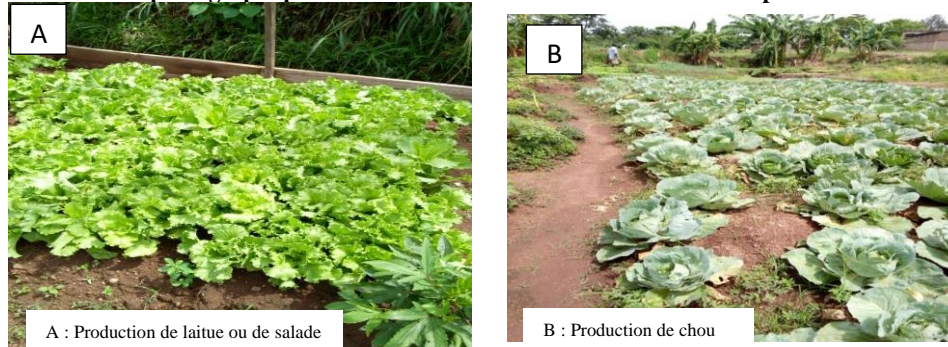 A
B
A : Production de laitue ou de salade
B : Production de chou